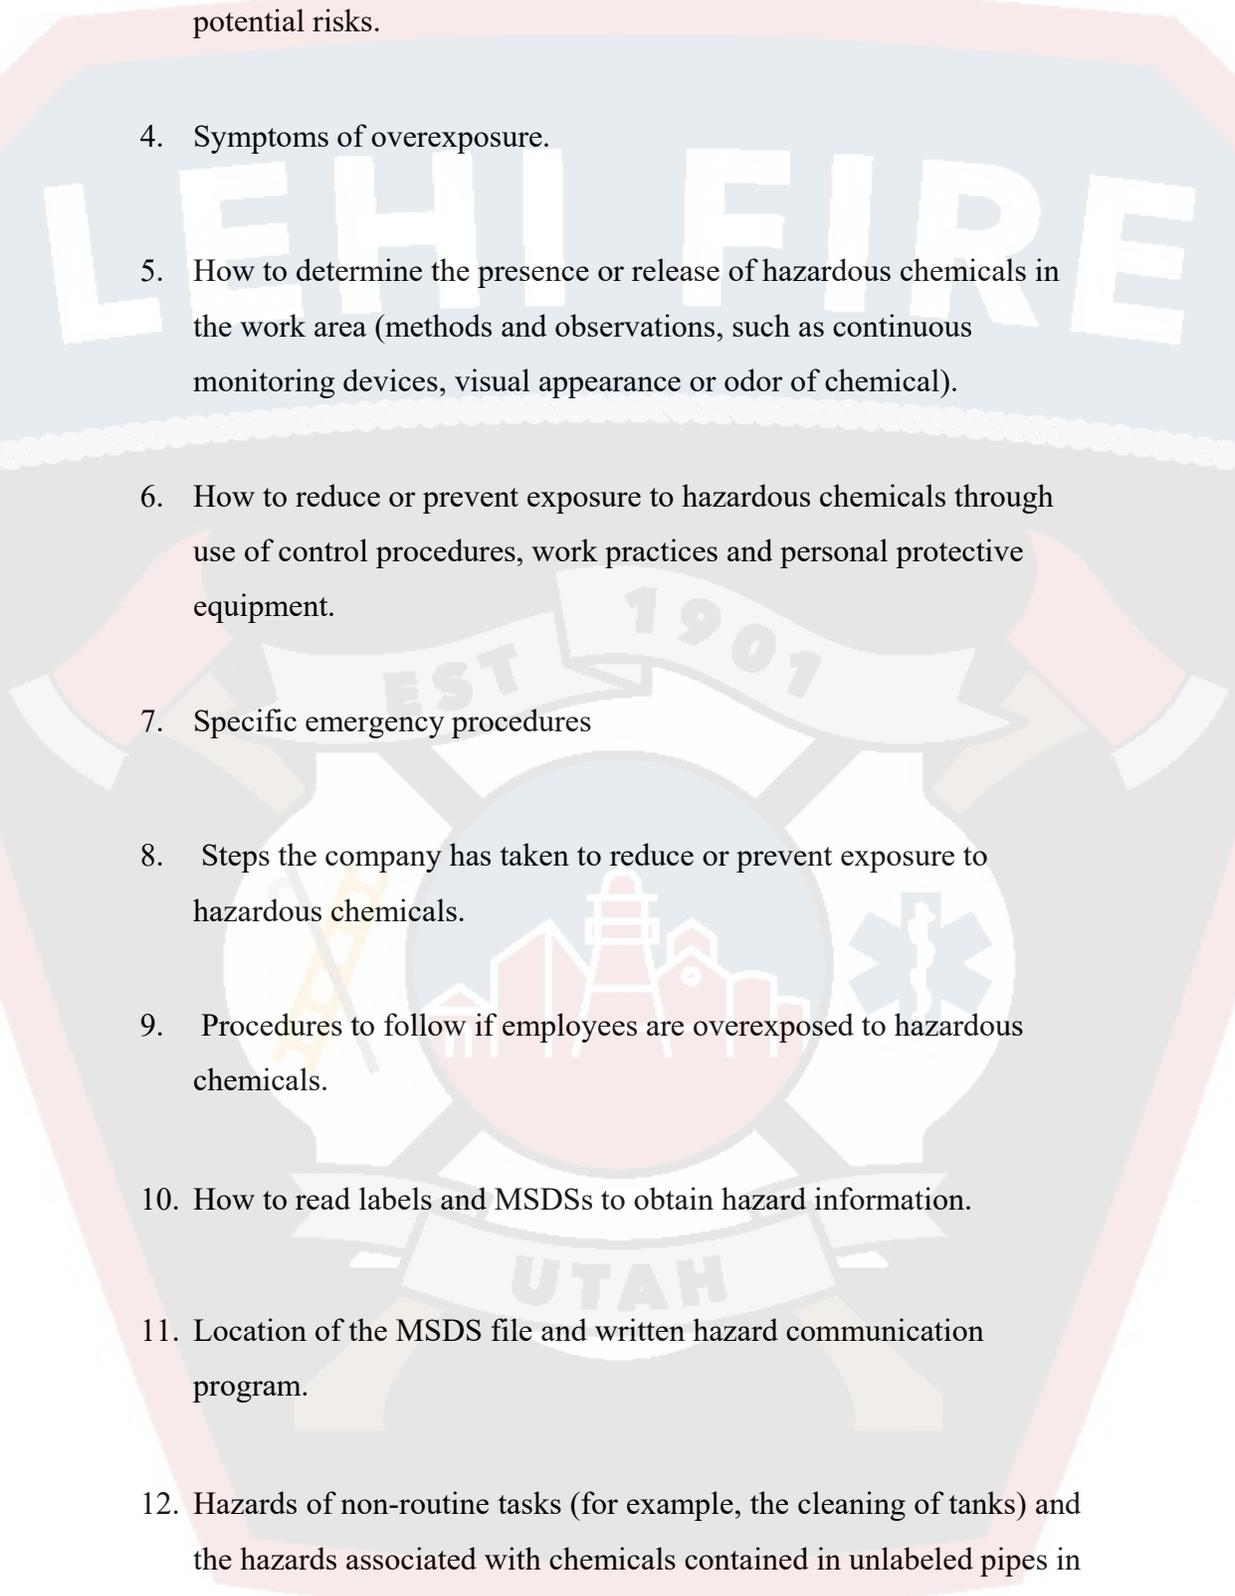 potential risks.
4. Symptoms of overexposure.
LEHI FIRE
5. How to determine the presence or release of hazardous chemicals in
the work area (methods and observations, such as continuous
monitoring devices, visual appearance or odor of chemical).
6. How to reduce or prevent exposure to hazardous chemicals through
use of control procedures, work practices and personal protective
equipment.
EST 1901
7. Specific emergency procedures
8. Steps the company has taken to reduce or prevent exposure to
hazardous chemicals.
9. Procedures to follow if employees are overexposed to hazardous
chemicals.
10. How to read labels and MSDSs to obtain hazard information.
UTAH
11. Location of the MSDS file and written hazard communication
program.
12. Hazards of non-routine tasks (for example, the cleaning of tanks) and
the hazards associated with chemicals contained in unlabeled pipes in